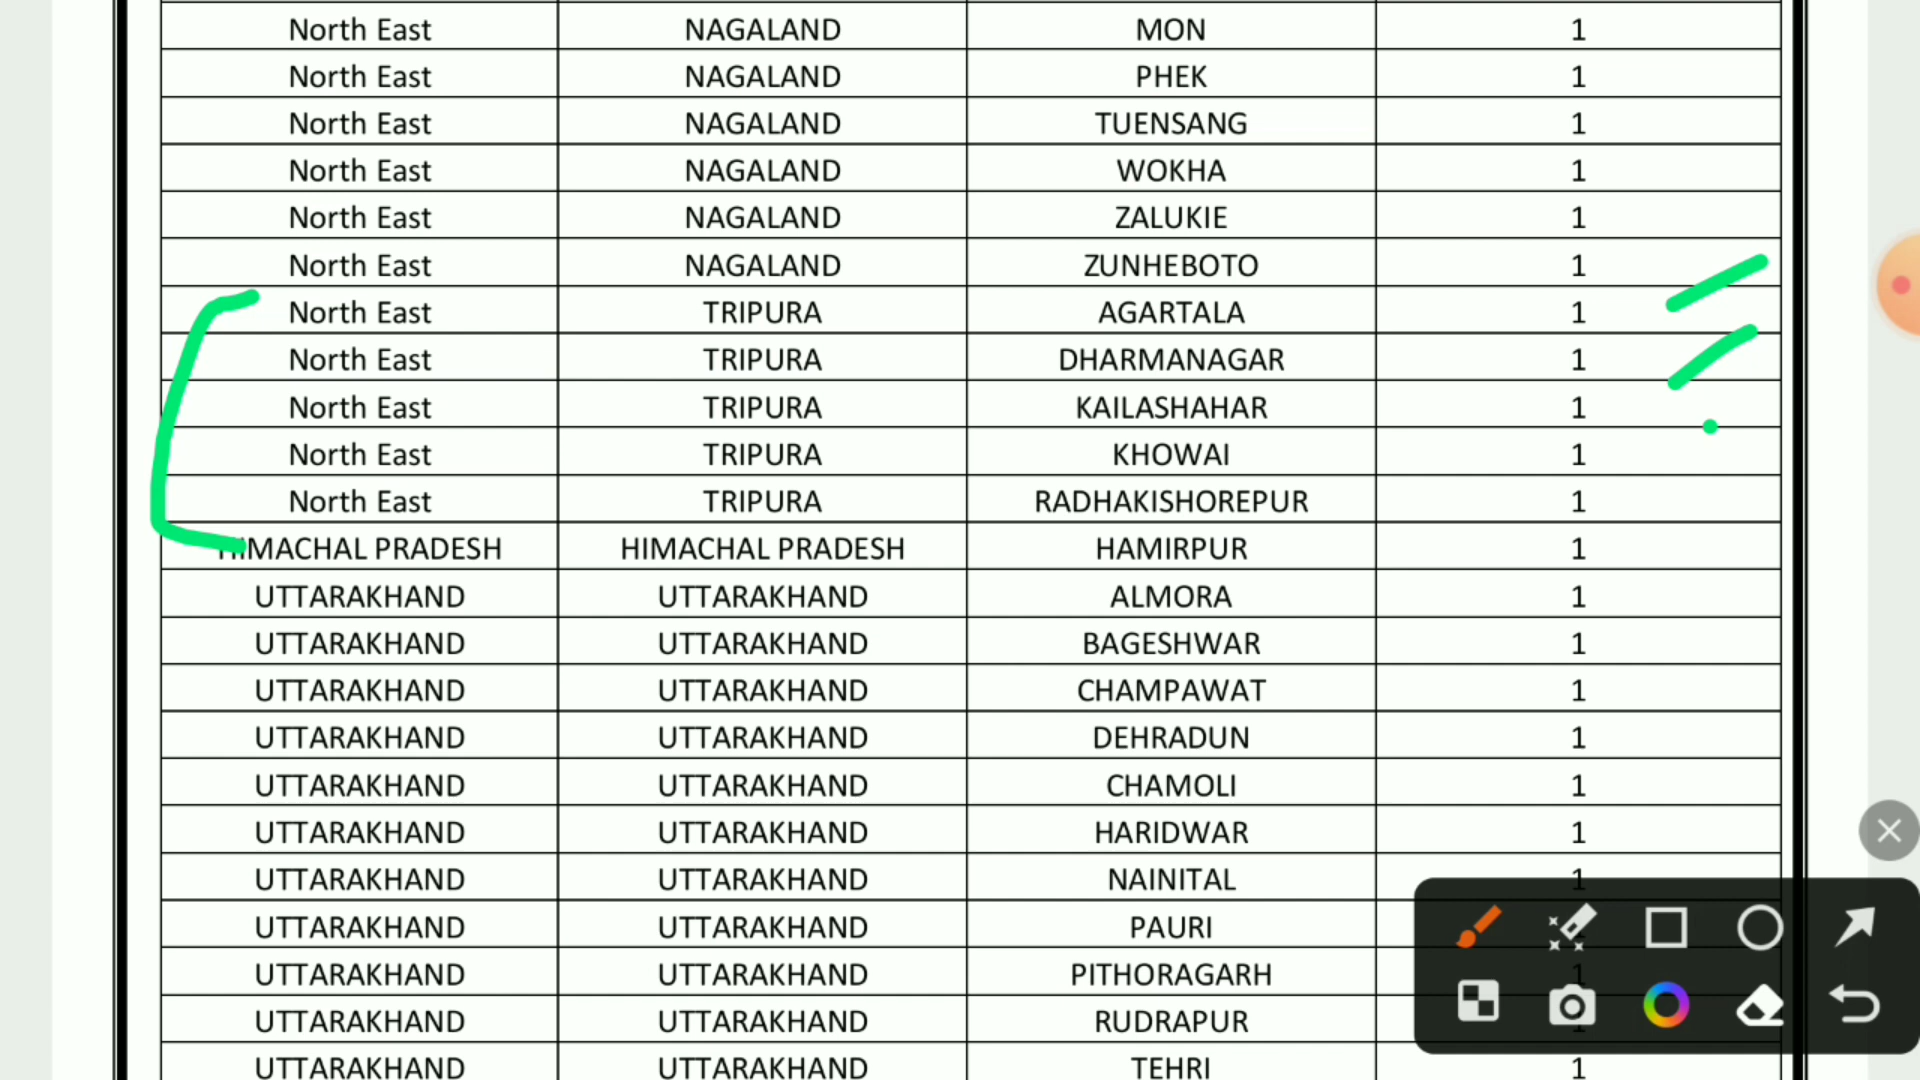 North East NAGALAND MON 1
North East NAGALAND PHEK 1
North East NAGALAND TUENSANG 1
North East NAGALAND WOKHA 1
North East NAGALAND ZALUKIE 1
North East NAGALAND ZUNHEBOTO 1
North East TRIPURA AGARTALA 1
North East TRIPURA DHARMANAGAR 1
North East TRIPURA KAILASHAHAR 1
North East TRIPURA KHOWAI 1
North East TRIPURA RADHAKISHOREPUR 1
HIMACHAL PRADESH HIMACHAL PRADESH HAMIRPUR 1
UTTARAKHAND UTTARAKHAND ALMORA 1
UTTARAKHAND UTTARAKHAND BAGESHWAR 1
UTTARAKHAND UTTARAKHAND CHAMPAWAT 1
UTTARAKHAND UTTARAKHAND DEHRADUN 1
UTTARAKHAND UTTARAKHAND CHAMOLI 1
UTTARAKHAND UTTARAKHAND HARIDWAR 1
UTTARAKHAND UTTARAKHAND NAINITAL 1
UTTARAKHAND UTTARAKHAND PAURI
UTTARAKHAND UTTARAKHAND PITHORAGARH 1
UTTARAKHAND UTTARAKHAND RUDRAPUR
UTTARAKHAND UTTARAKHAND TEHRI 1